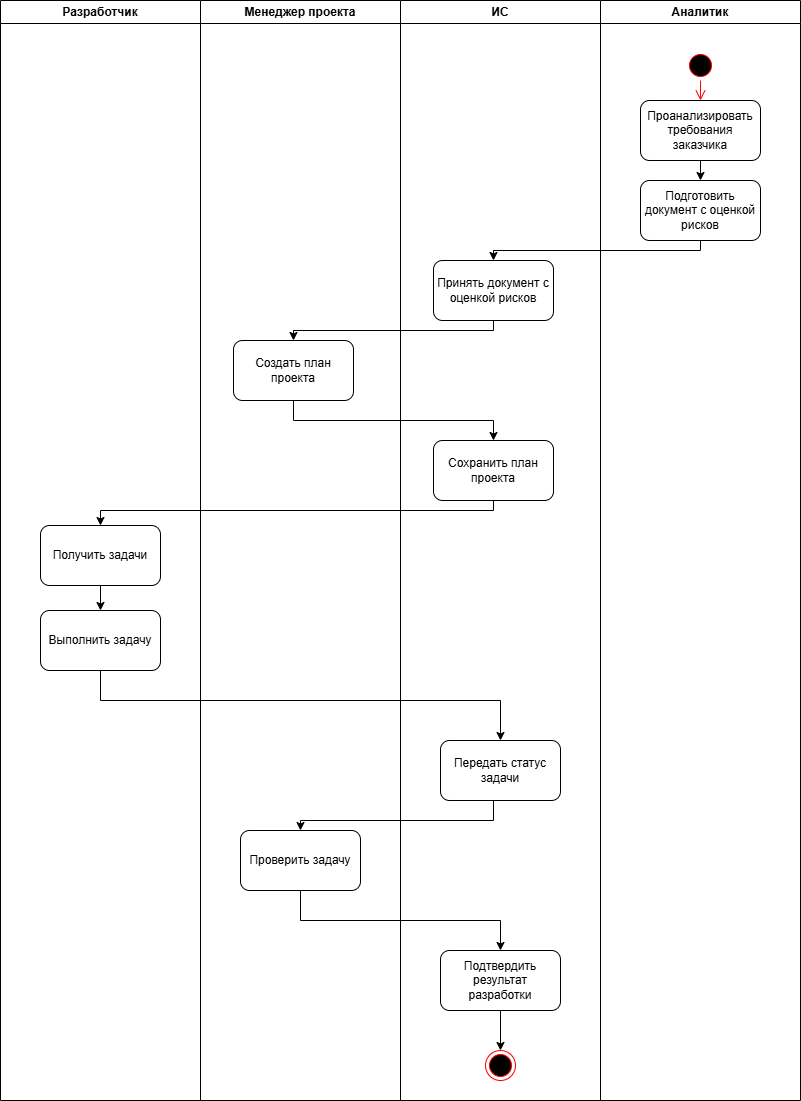 Разработчик
Менеджер проекта
ИС
Аналитик
Проанализировать
требования
заказчика
Подготовить
документ с оценкой
рисков
Принять документ с
оценкой рисков
Создать план
проекта
Сохранить план
проекта
Получить задачи
Выполнить задачу
Передать статус
задачи
Проверить задачу
Подтвердить
результат
разработки